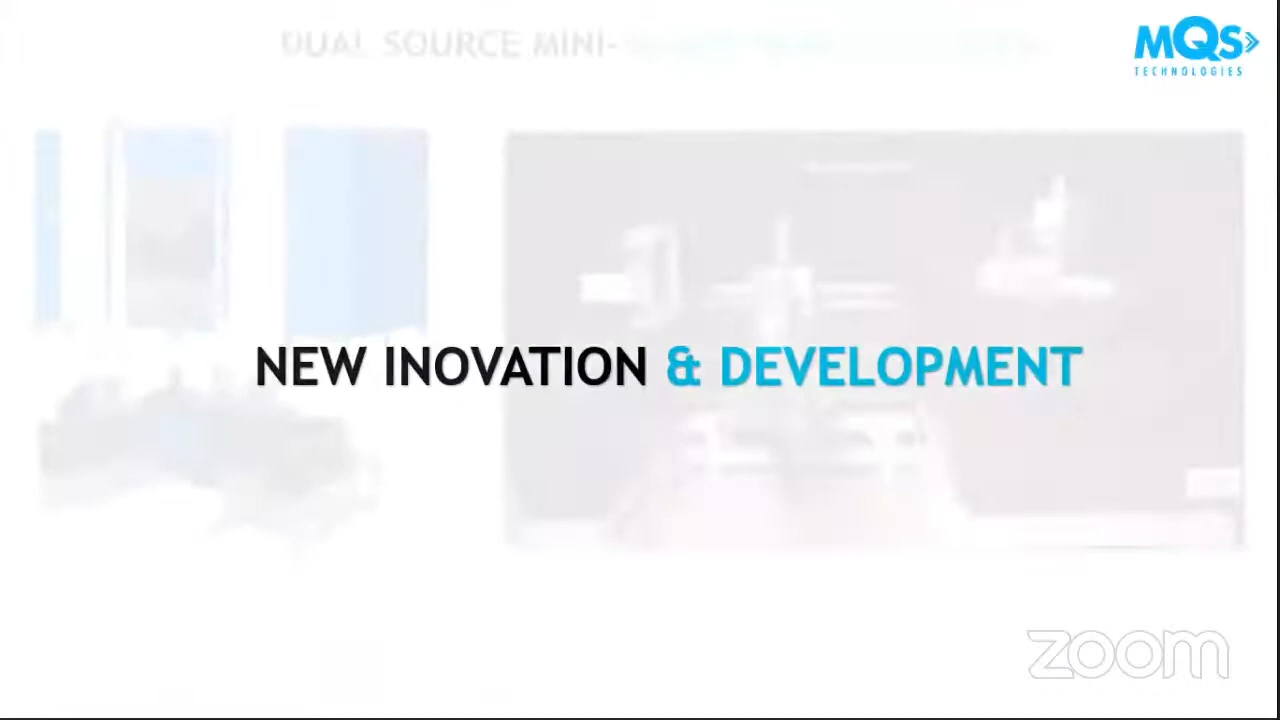 DUAL SOURCE MINI-
MQS
TECHNOLOGIES
NEW INOVATION & DEVELOPMENT
zoom